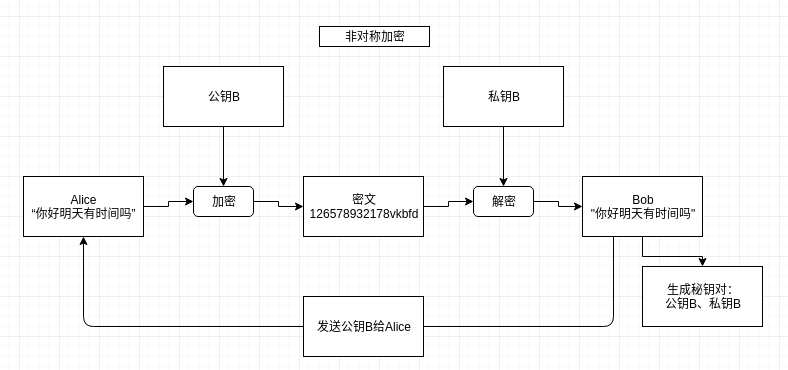 非对称加密
公钥B
私钥B
Alice
“你好明天有时间吗”
加密
密文
126578932178vkbfd
解密
Bob
"你好明天有时间吗"
生成秘钥对：
公钥B、私钥B
发送公钥B给Alice